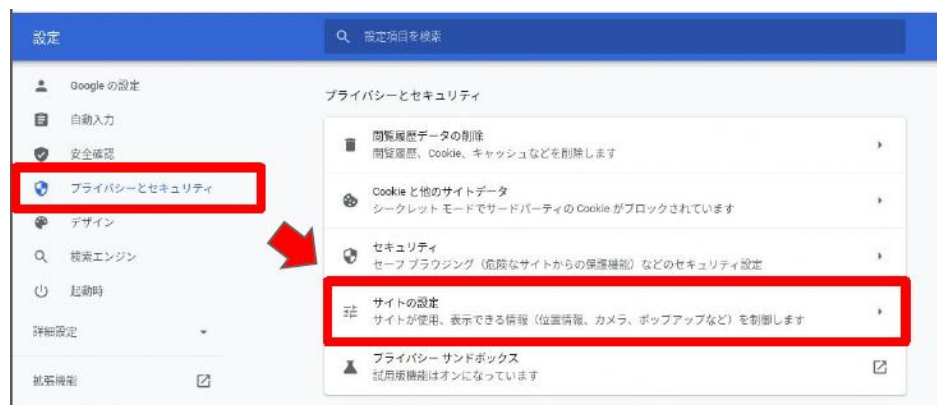 設定
設定項目を検索
Google の設定
自動入力
安全確認
プライバシーとセキュリティ
デザイン
検索エンジン
起動時
詳細設定
拡張機能
プライバシーとセキュリティ
閲覧履歴データの削除
閲覧履歴、Cookie、キャッシュなどを削除します
Cookie と他のサイトデータ
シークレット モードでサードパーティの Cookie がブロックされています
セキュリティ
セーフ ブラウジング（危険なサイトからの保護機能）などのセキュリティ設定
サイトの設定
サイトが使用、表示できる情報（位置情報、カメラ、ポップアップなど）を制御します
プライバシー サンドボックス
試用版機能はオンになっています